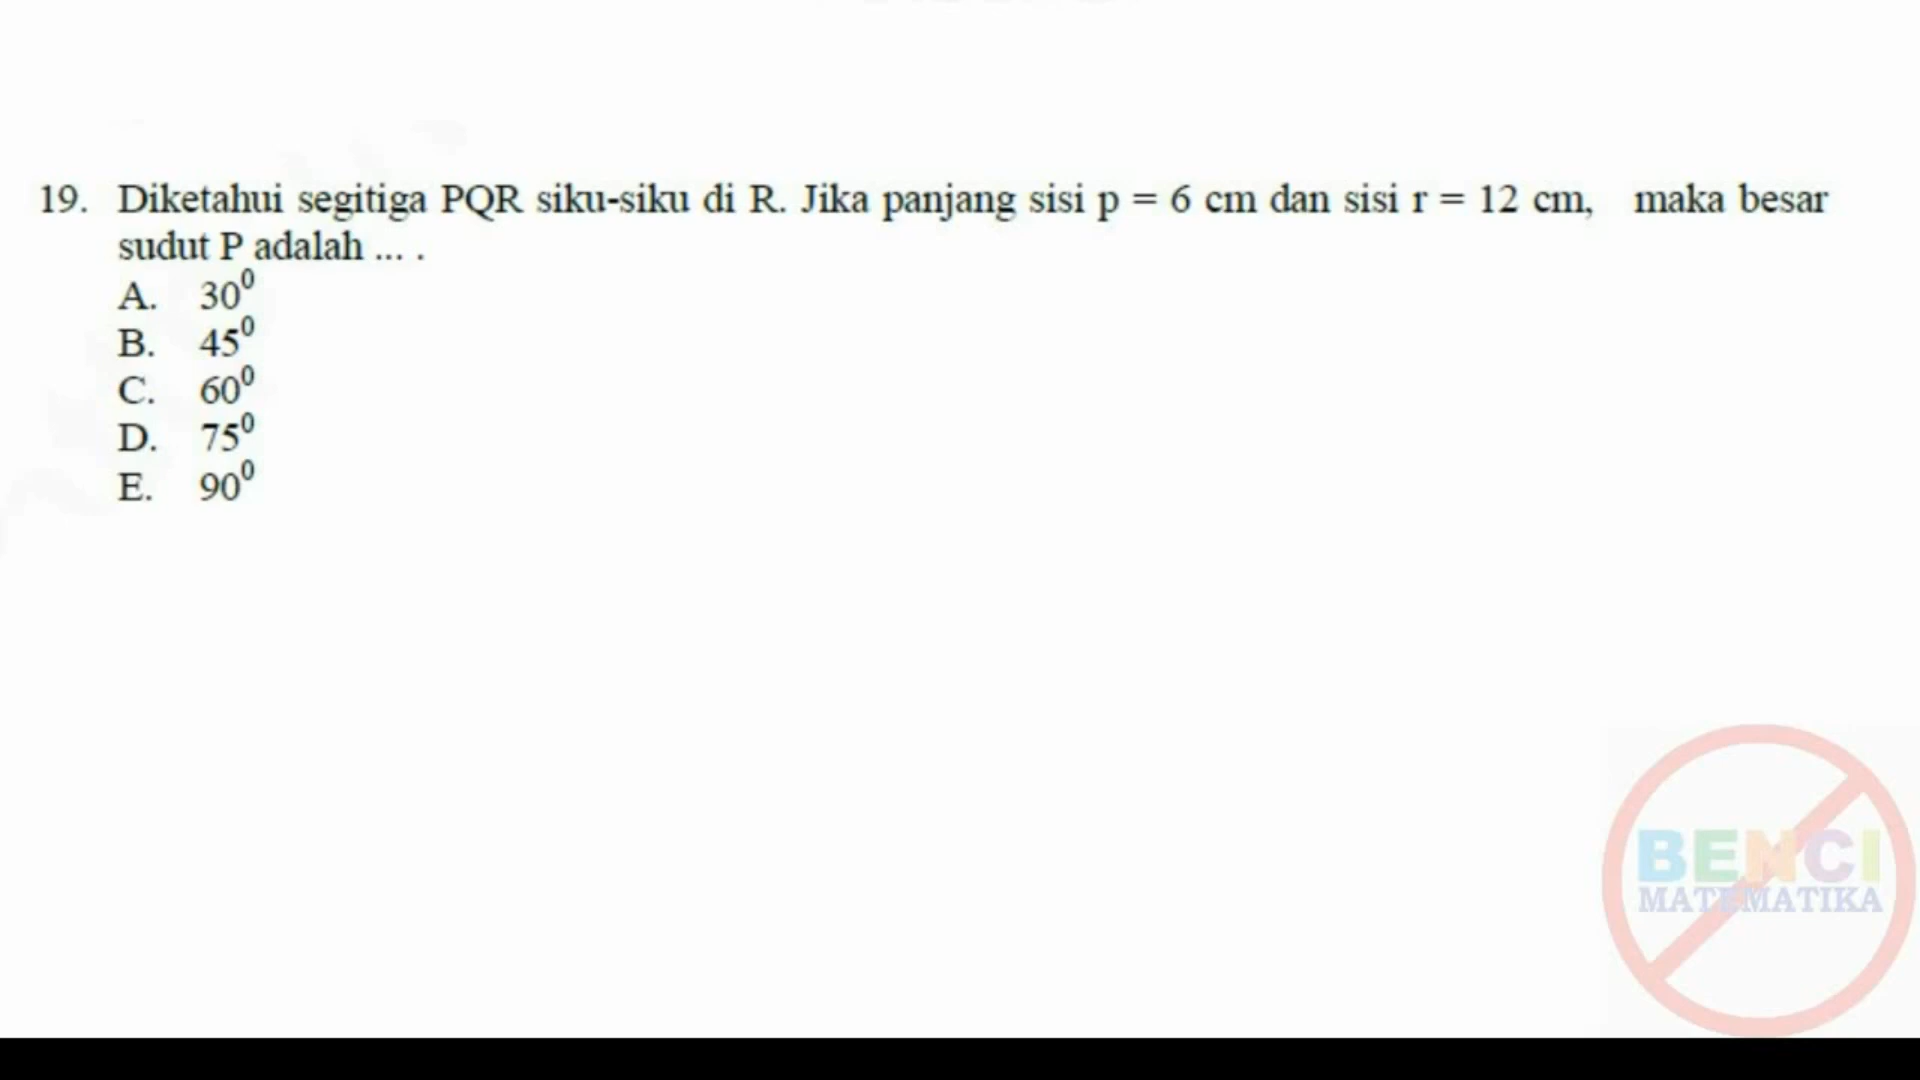 19. Diketahui segitiga PQR siku-siku di R. Jika panjang sisi p = 6 cm dan sisi r = 12 cm, maka besar
sudut P adalah ... .
A. 30⁰
B. 45⁰
C. 60⁰
D. 75⁰
E. 90⁰
BENCI
MATEMATIKA